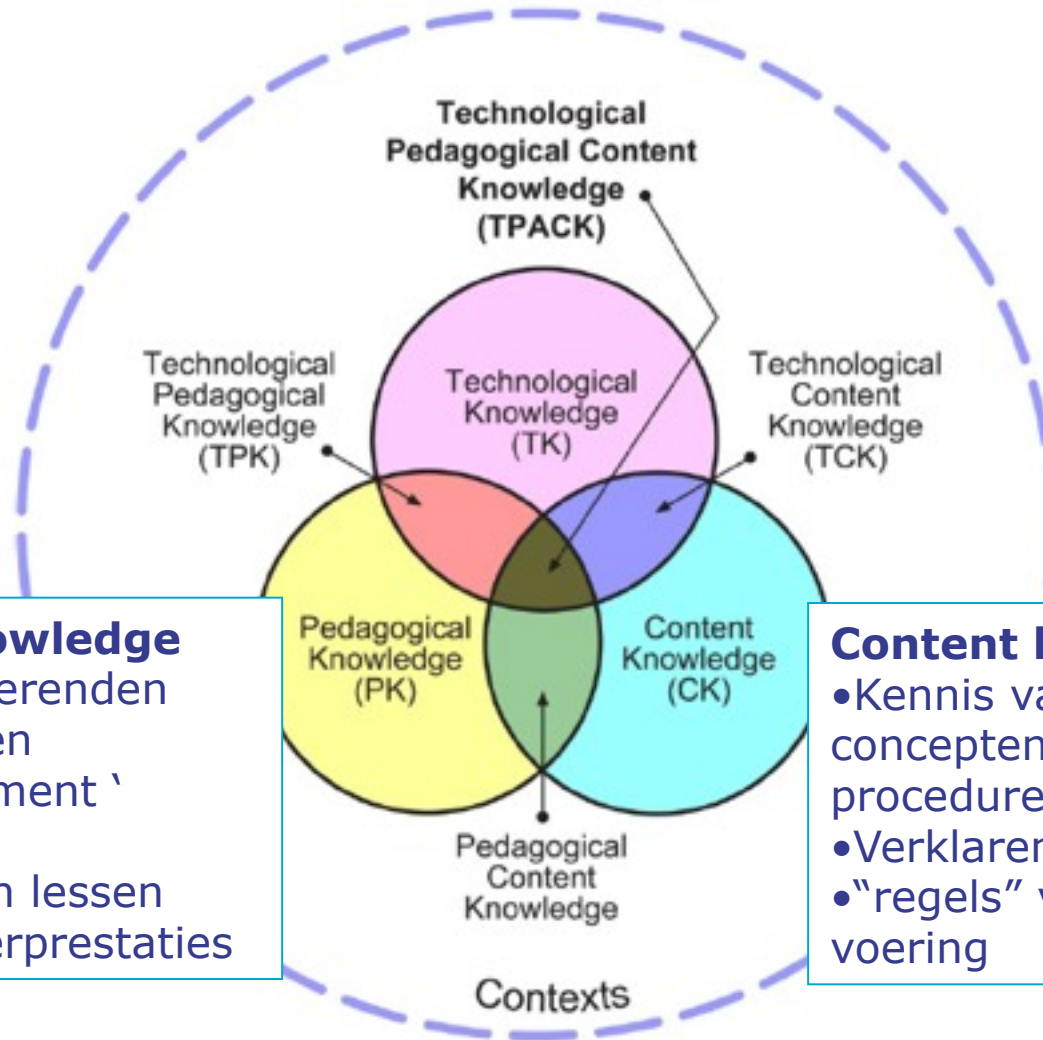 Technological
Pedagogical Content
Knowledge
(TPACK)
Technological
Pedagogical
Knowledge
(TPK)
Technological
Knowledge
(TK)
Technological
Content
Knowledge
(TCK)
Pedagogical
Knowledge
(PK)
Content
Knowledge
(CK)
owledge
erenden
en
ment ‘
n lessen
erprestaties
Content
•Kennis va
concepten
procedure
•Verklaren
•“regels” v
voering
Pedagogical
Content
Knowledge
Contexts